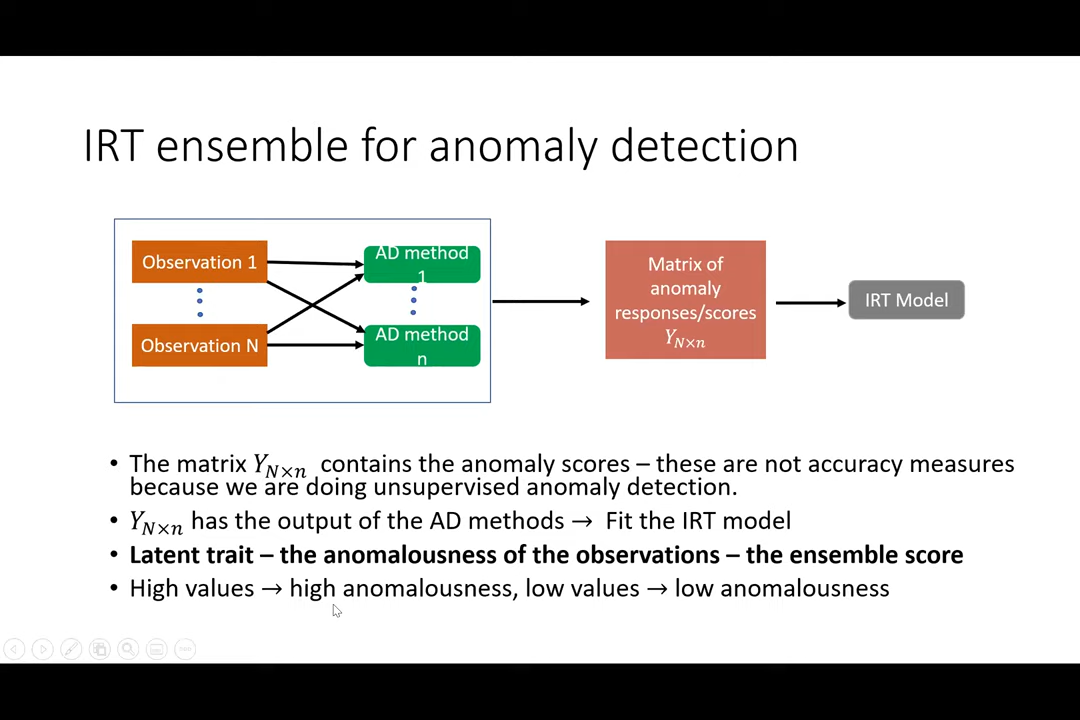 IRT ensemble for anomaly detection
Observation 1
Observation N
AD method
1
AD method
n
Matrix of
anomaly
responses/scores
Y_{N×n}
IRT Model
• The matrix Y_{N×n} contains the anomaly scores – these are not accuracy measures
because we are doing unsupervised anomaly detection.
• Y_{N×n} has the output of the AD methods → Fit the IRT model
• Latent trait – the anomalousness of the observations – the ensemble score
• High values → high anomalousness, low values → low anomalousness